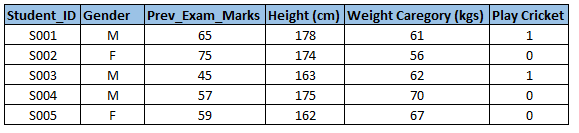 Student_ID Gender Prev_Exam_Marks Height (cm) Weight Caregory (kgs) Play Cricket
S001 M 65 178 61 1
S002 F 75 174 56 0
S003 M 45 163 62 1
S004 M 57 175 70 0
S005 F 59 162 67 0